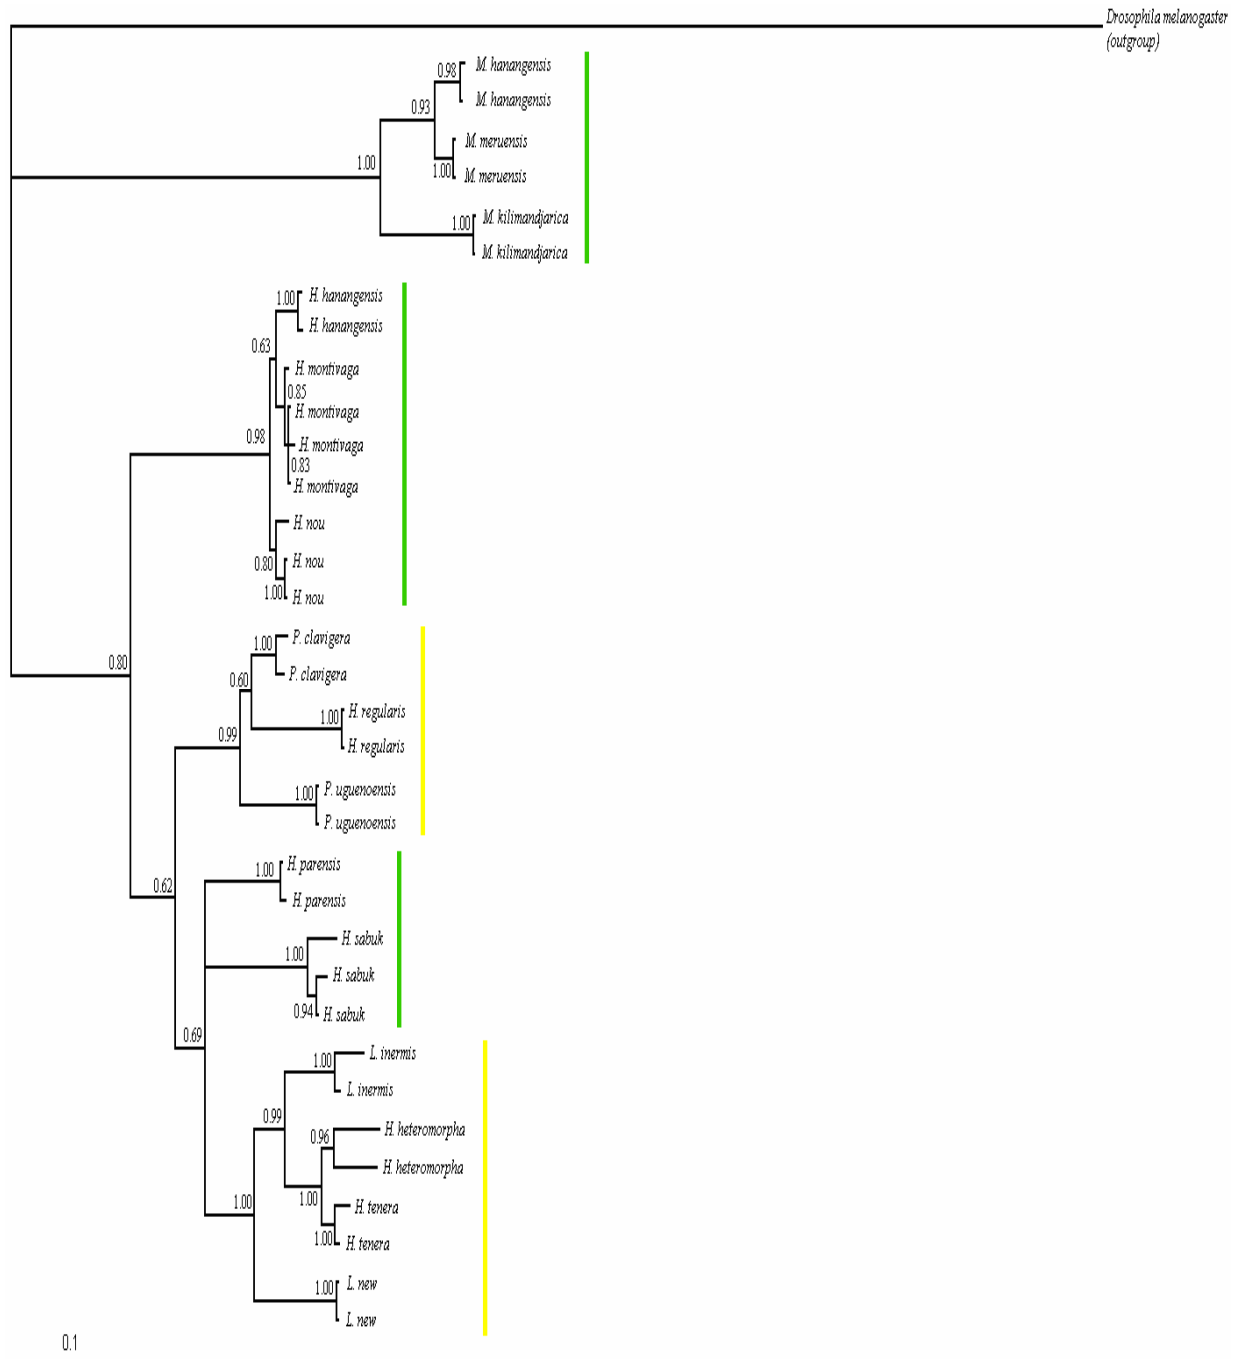 Drosophila melanogaster
(outgroup)
M. hanangensis
0.98
M. hanangensis
0.93
M. meruensis
1.00
1.00
M. meruensis
M. kilimandjarica
1.00
M. kilimandjarica
H. hanangensis
1.00
H. hanangensis
0.63
H. montivaga
0.85
H. montivaga
0.98
H. montivaga
0.83
H. montivaga
H. nou
H. nou
0.80
1.00
H. nou
P. clavigera
1.00
0.80
P. clavigera
0.60
H. regularis
1.00
0.99
H. regularis
P. uguenoensis
1.00
P. uguenoensis
H. parensis
1.00
0.62
H. parensis
H. sabuk
1.00
H. sabuk
0.94
H. sabuk
0.69
L. inermis
1.00
L. inermis
0.99
H. heteromorpha
0.96
H. heteromorpha
1.00
1.00
H. tenera
1.00
H. tenera
L. new
1.00
L. new
0.1